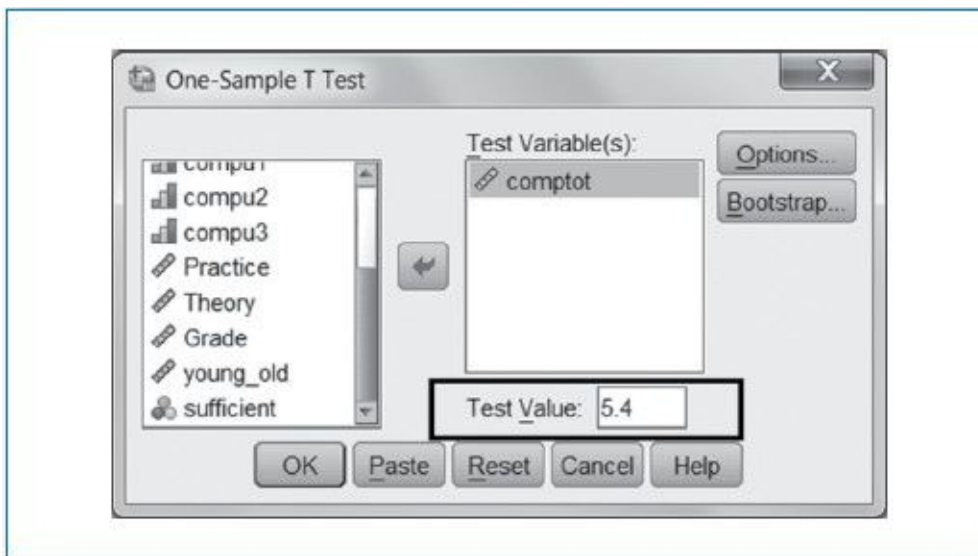 One-Sample T Test
X
compu1
compu2
compu3
Practice
Theory
Grade
young_old
sufficient
Test Variable(s):
comptot
Options...
Bootstrap...
Test Value: 5.4
OK Paste Reset Cancel Help